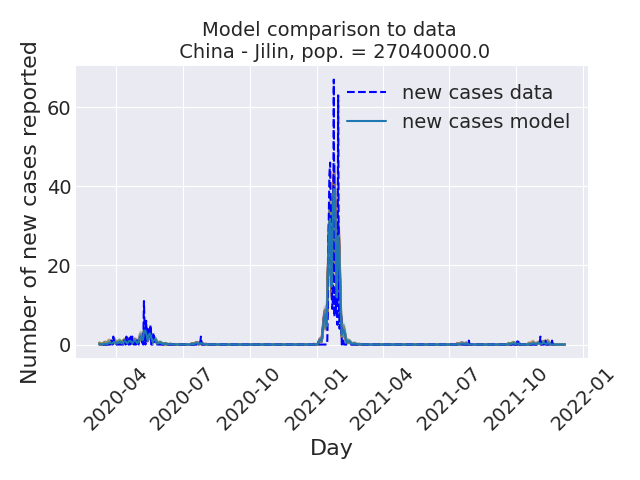 Model comparison to data
China - Jilin, pop. = 27040000.0
Number of new cases reported
60
40
20
0
new cases data
new cases model
2020-04
2020-07
2020-10
2021-01
2021-04
2021-07
2021-10
2022-01
Day